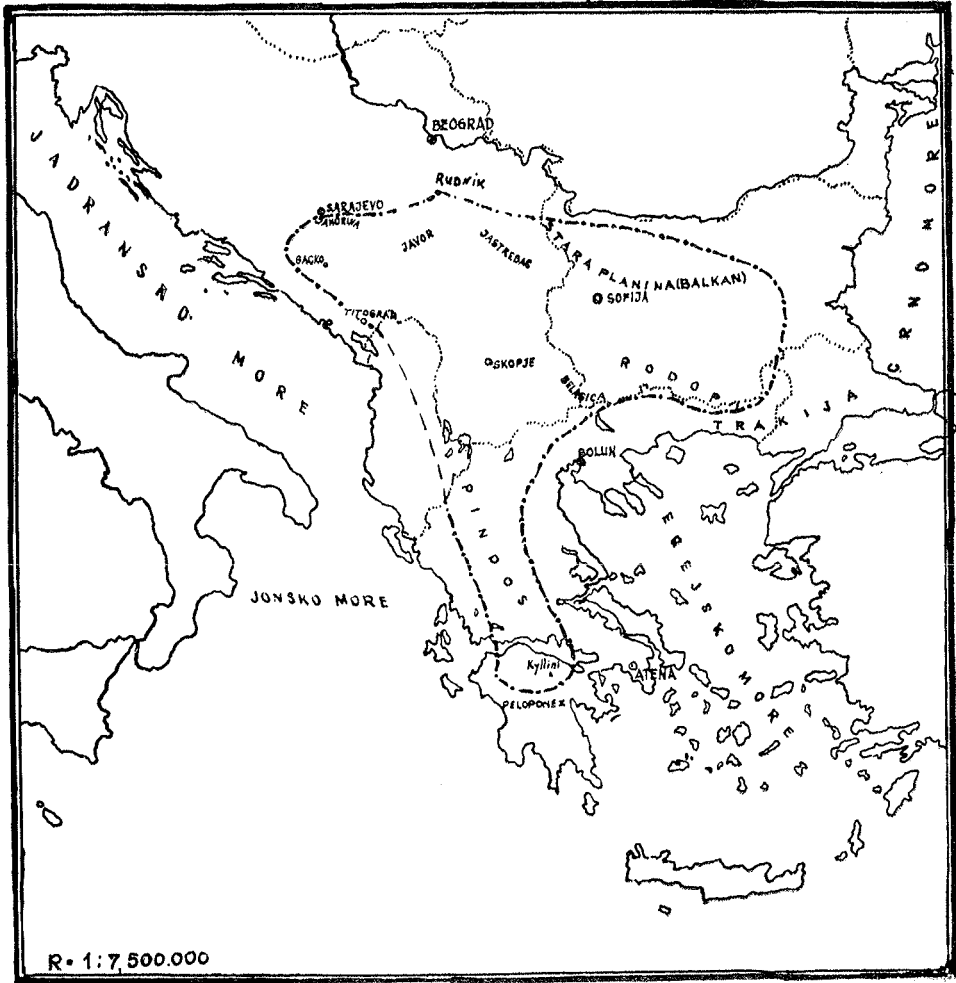 BEOGRAD
RUDNIK
SARAJEVO
JAHORINA
JADRANSKO MORE
CRNO MORE
JAVOR
JASTREBAC
STARA PLANINA (BALKAN)
GACKO
SOFIJA
TITOGRAD
SKOPJE
RODOPI
BELASICA
TRAKIJA
SOLUN
PINDOS
EGEJSKO MORE
JONSKO MORE
Kyllini
ATENA
PELOPONEZ
R = 1:7,500.000